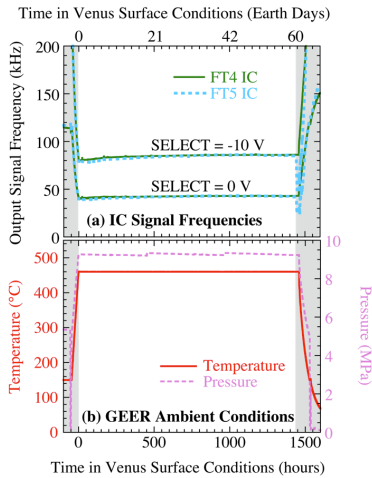 Time in Venus Surface Conditions (Earth Days)
0 21 42 60
Output Signal Frequency (kHz)
200
150
100
50
0
FT4 IC
FT5 IC
SELECT = -10 V
SELECT = 0 V
(a) IC Signal Frequencies
Temperature (°C)
500
400
300
200
100
0
10
8
6
4
2
0
Pressure (MPa)
Temperature
Pressure
(b) GEER Ambient Conditions
0 500 1000 1500
Time in Venus Surface Conditions (hours)